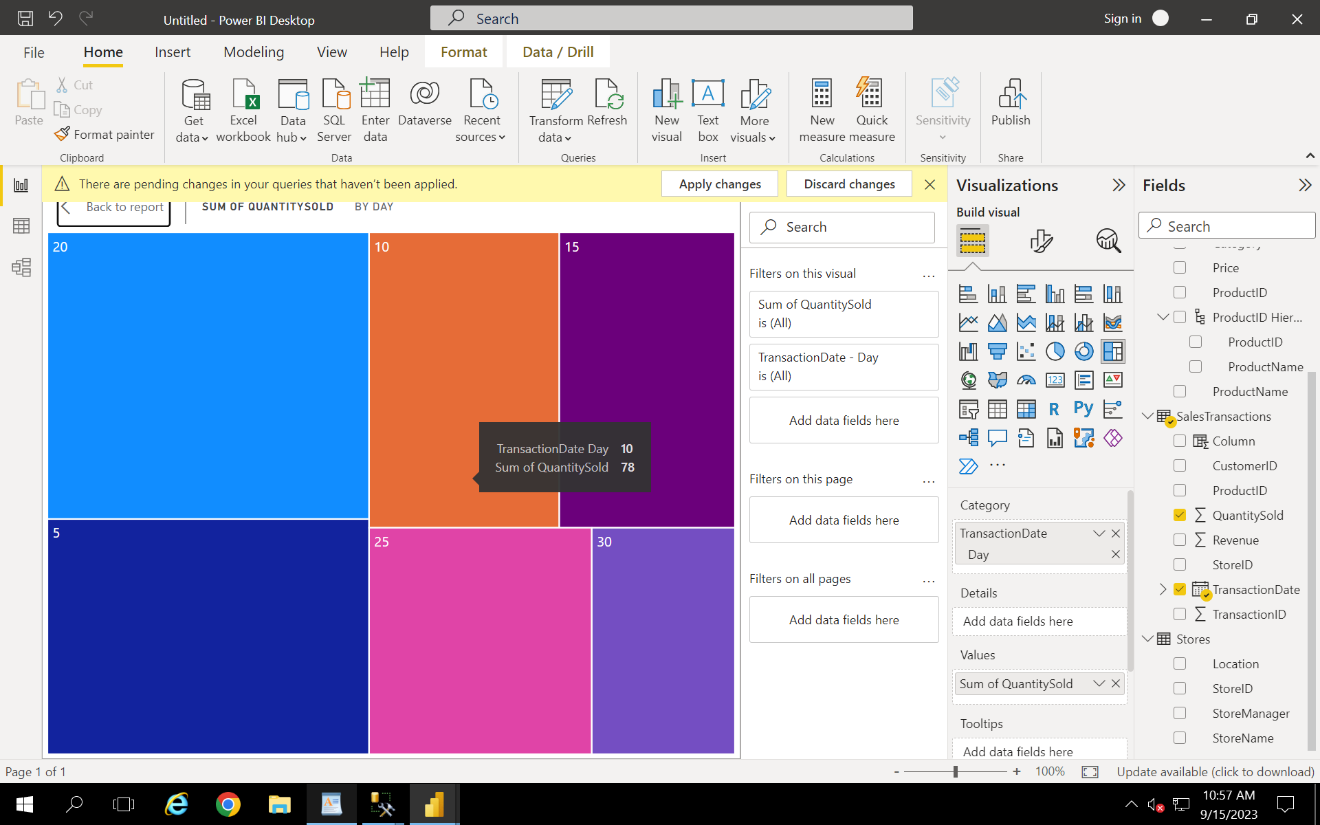 Untitled - Power BI Desktop
Search
Sign in
File
Home
Insert
Modeling
View
Help
Format
Data / Drill
Paste
Cut
Copy
Format painter
Clipboard
Get data
Excel workbook
Data hub
SQL Server
Enter data
Dataverse
Recent sources
Data
Transform data
Refresh
Queries
New visual
Text box
More visuals
Insert
New measure
Quick measure
Calculations
Sensitivity
Sensitivity
Publish
Share
There are pending changes in your queries that haven't been applied.
Apply changes
Discard changes
Back to report
SUM OF QUANTITYSOLD
BY DAY
20
10
15
5
25
30
TransactionDate Day 10
Sum of QuantitySold 78
Search
Filters on this visual
...
Sum of QuantitySold
is (All)
TransactionDate - Day
is (All)
Add data fields here
Filters on this page
...
Add data fields here
Filters on all pages
...
Add data fields here
Visualizations
Build visual
123
R
Py
...
Category
TransactionDate
Day
Details
Add data fields here
Values
Sum of QuantitySold
Tooltips
Add data fields here
Fields
Search
Price
ProductID
ProductID Hier...
ProductID
ProductName
ProductName
SalesTransactions
Column
CustomerID
ProductID
QuantitySold
Revenue
StoreID
TransactionDate
TransactionID
Stores
Location
StoreID
StoreManager
StoreName
Page 1 of 1
- + 100%
Update available (click to download)
10:57 AM
9/15/2023